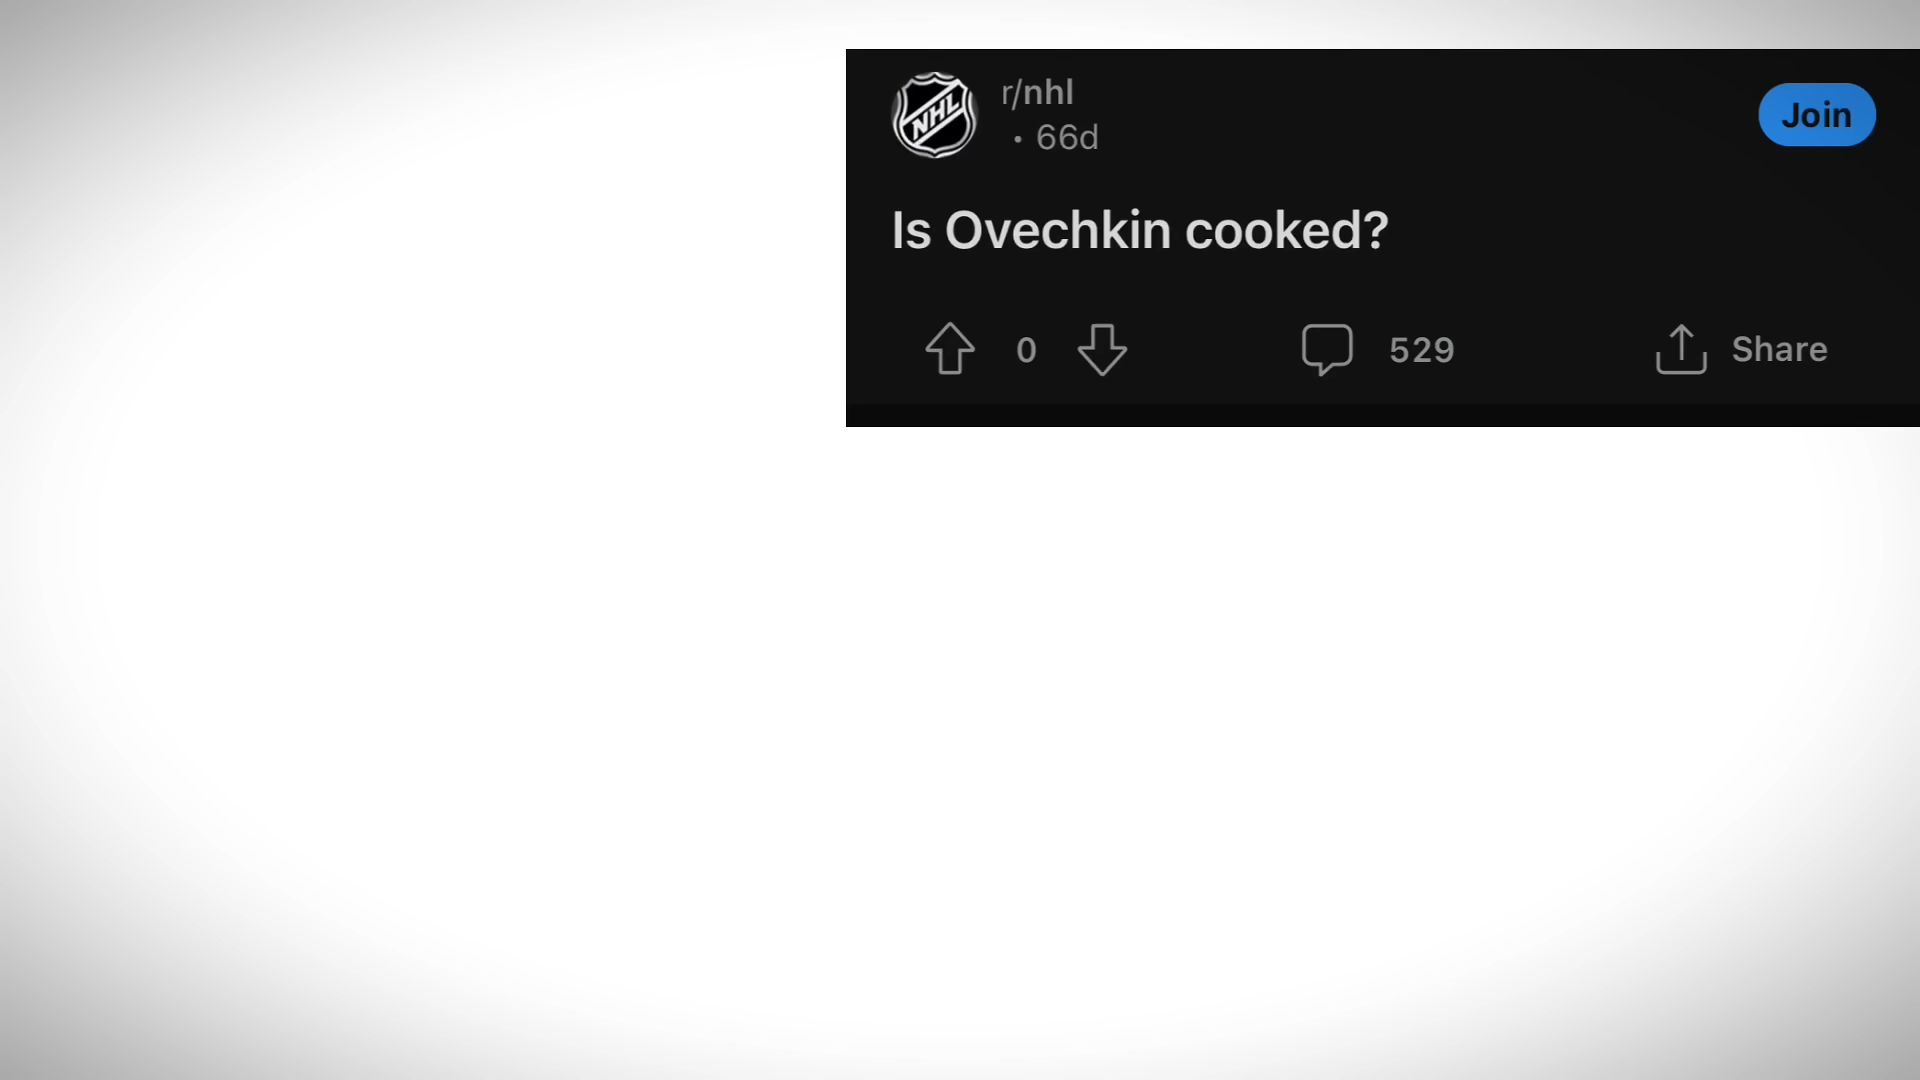 NHL
r/nhl
Join
• 66d
Is Ovechkin cooked?
0
529
Share